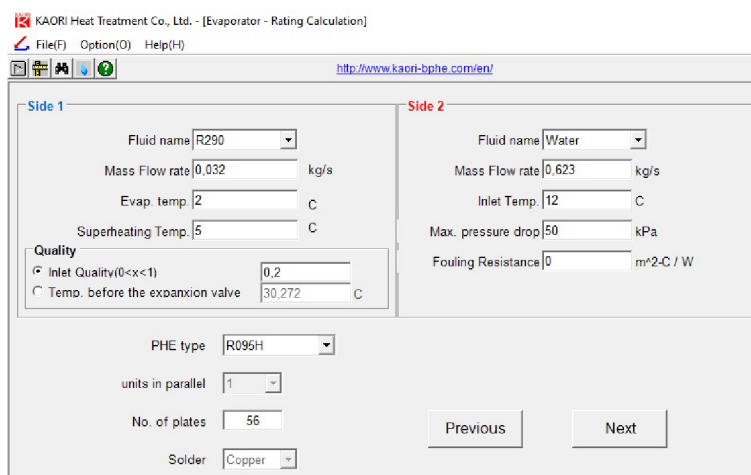 KAORI Heat Treatment Co., Ltd. - [Evaporator - Rating Calculation]
File(F) Option(O) Help(H)
http://www.kaori-bphe.com/en/
Side 1
Fluid name R290
Mass Flow rate 0,032 kg/s
Evap. temp. 2 C
Superheating Temp. 5 C
Quality
Inlet Quality(0<x<1) 0,2
Temp. before the expanxion valve 30,272 C
Side 2
Fluid name Water
Mass Flow rate 0,623 kg/s
Inlet Temp. 12 C
Max. pressure drop 50 kPa
Fouling Resistance 0 m^2-C / W
PHE type R095H
units in parallel 1
No. of plates 56
Solder Copper
Previous Next